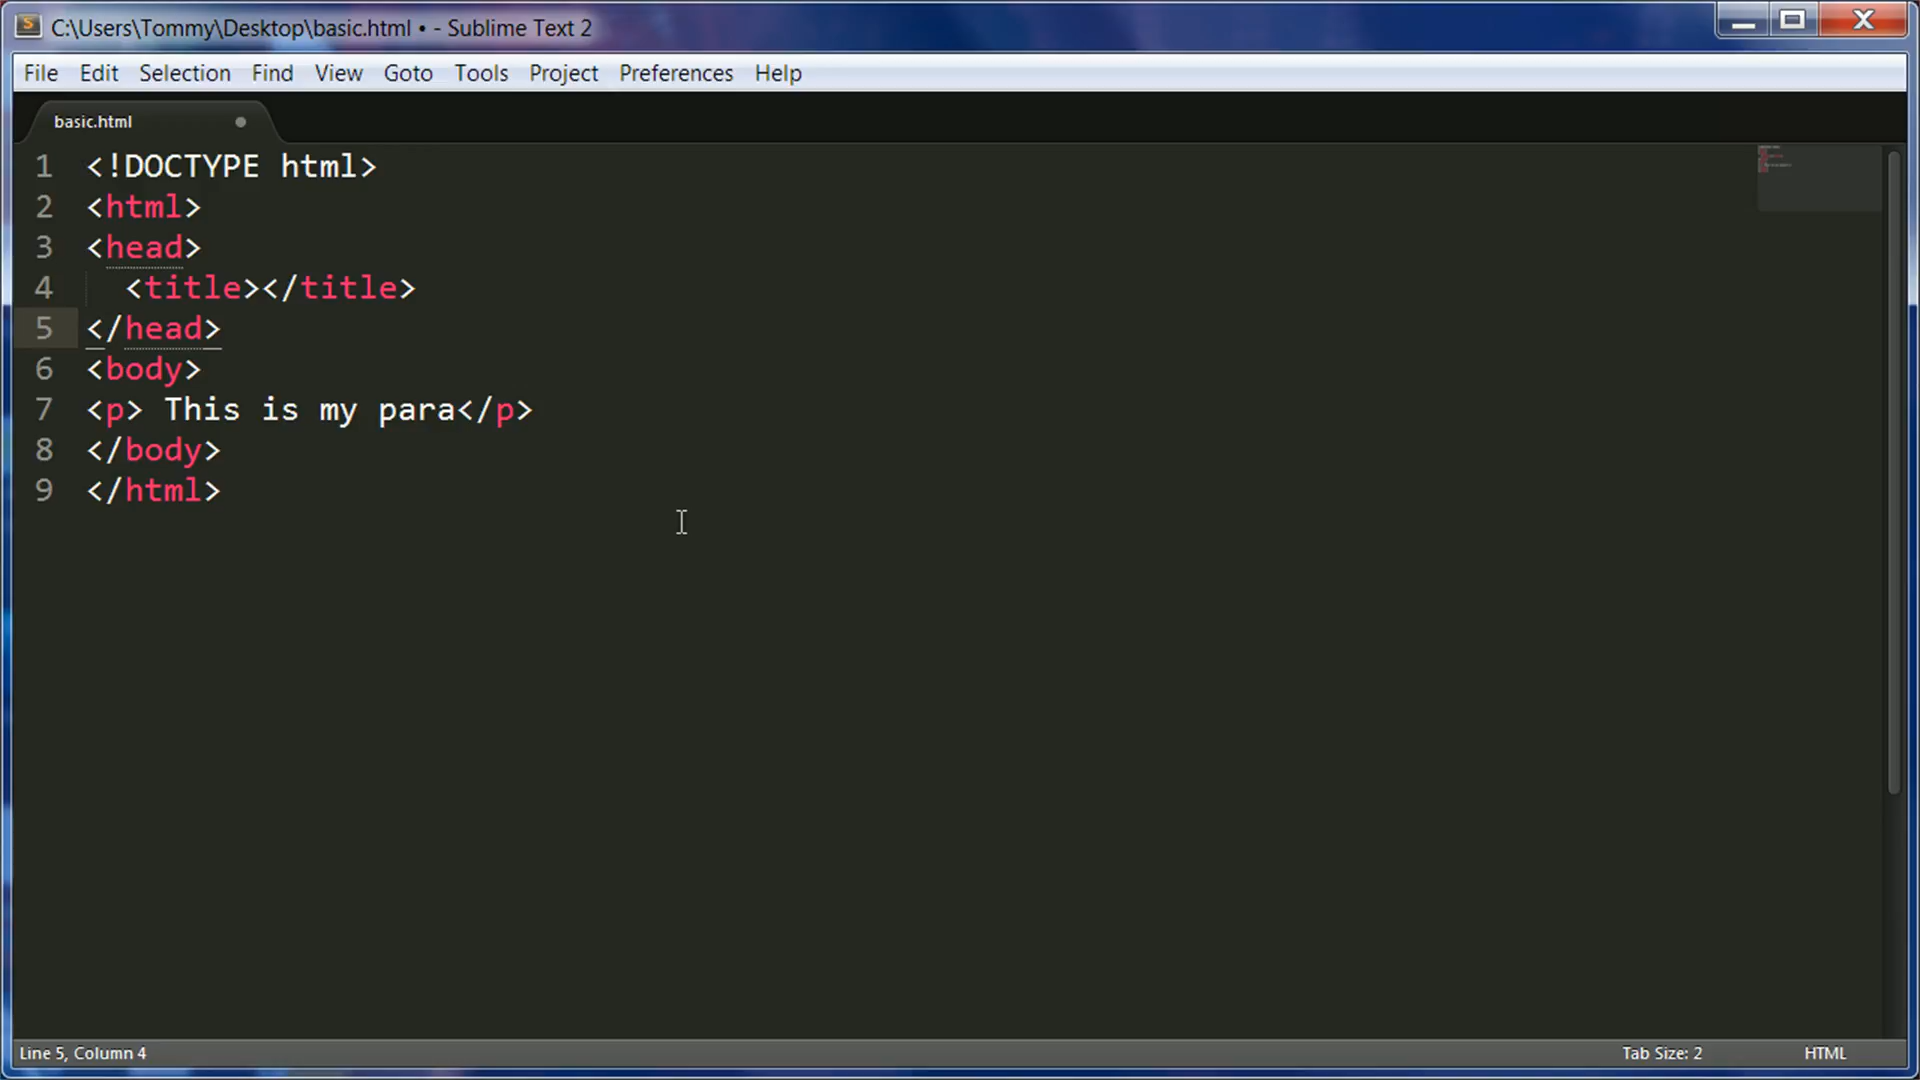 C:\Users\Tommy\Desktop\basic.html • - Sublime Text 2
File Edit Selection Find View Goto Tools Project Preferences Help
basic.html
1 <!DOCTYPE html>
2 <html>
3 <head>
4 <title></title>
5 </head>
6 <body>
7 <p> This is my para</p>
8 </body>
9 </html>
Line 5, Column 4 Tab Size: 2 HTML